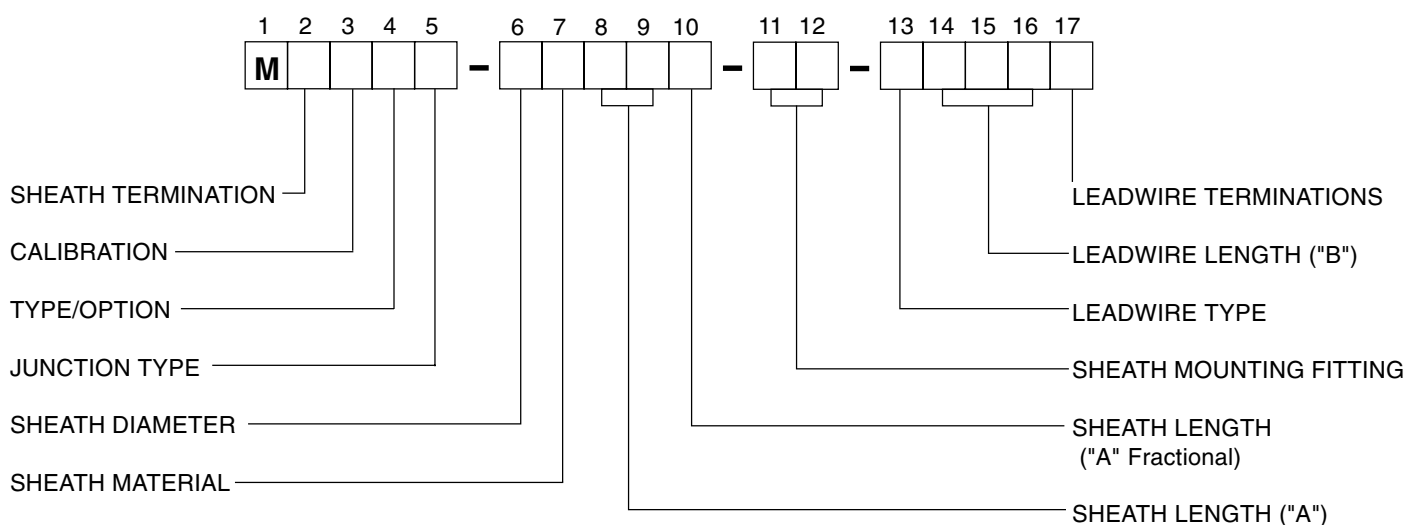 1 2 3 4 5 6 7 8 9 10 11 12 13 14 15 16 17
M - - -
SHEATH TERMINATION
CALIBRATION
TYPE/OPTION
JUNCTION TYPE
SHEATH DIAMETER
SHEATH MATERIAL
LEADWIRE TERMINATIONS
LEADWIRE LENGTH ("B")
LEADWIRE TYPE
SHEATH MOUNTING FITTING
SHEATH LENGTH
("A" Fractional)
SHEATH LENGTH ("A")